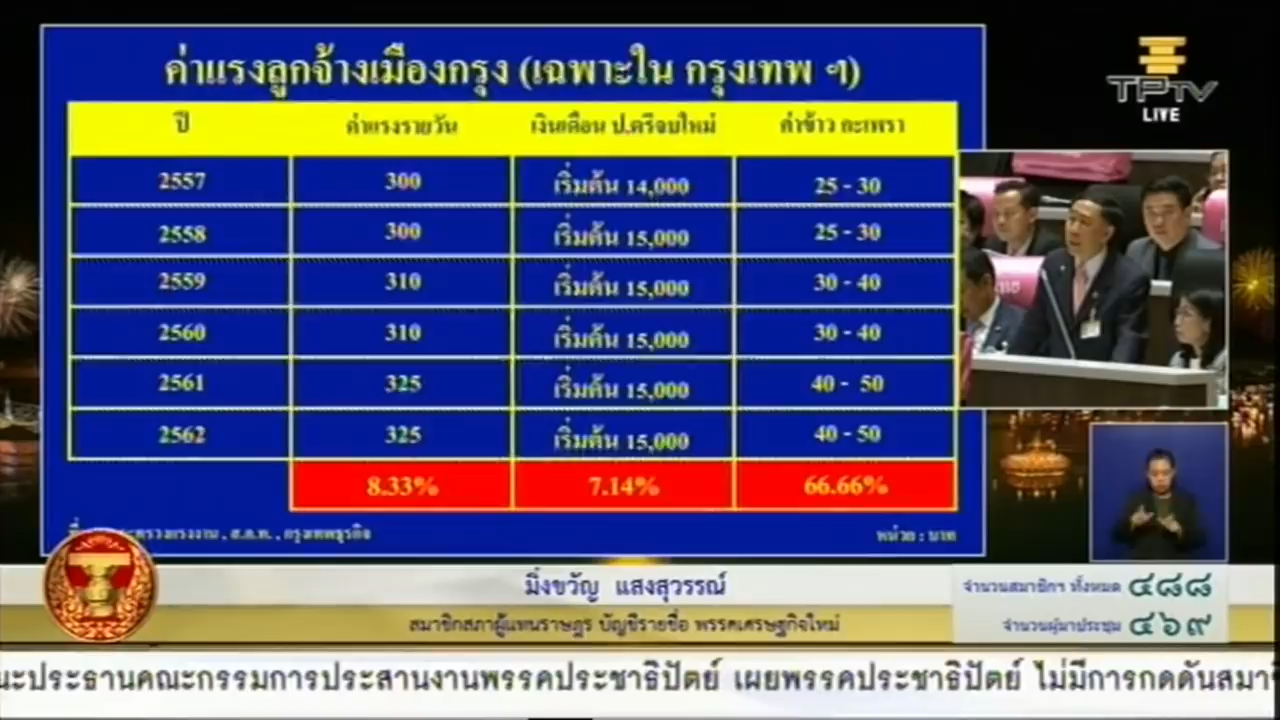 ค่าแรงลูกจ้างเมืองกรุง (เฉพาะใน กรุงเทพ ฯ)
TPTV
LIVE
ปี ค่าแรงรายวัน เงินเดือน ป.ตรีจบใหม่ ค่าข้าว กะเพรา
2557 300 เริ่มต้น 14,000 25 - 30
2558 300 เริ่มต้น 15,000 25 - 30
2559 310 เริ่มต้น 15,000 30 - 40
2560 310 เริ่มต้น 15,000 30 - 40
2561 325 เริ่มต้น 15,000 40 - 50
2562 325 เริ่มต้น 15,000 40 - 50
8.33% 7.14% 66.66%
ส.ค.ท. , กรุงเทพธุรกิจ หน่วย : บาท
มิ่งขวัญ แสงสุวรรณ์
สมาชิกสภาผู้แทนราษฎร บัญชีรายชื่อ พรรคเศรษฐกิจใหม่
จำนวนสมาชิกฯ ทั้งหมด ๔๘๘
จำนวนผู้มาประชุม ๔๖๙
นะประธานคณะกรรมการประสานงานพรรคประชาธิปัตย์ เผยพรรคประชาธิปัตย์ ไม่มีการกดดันสมา